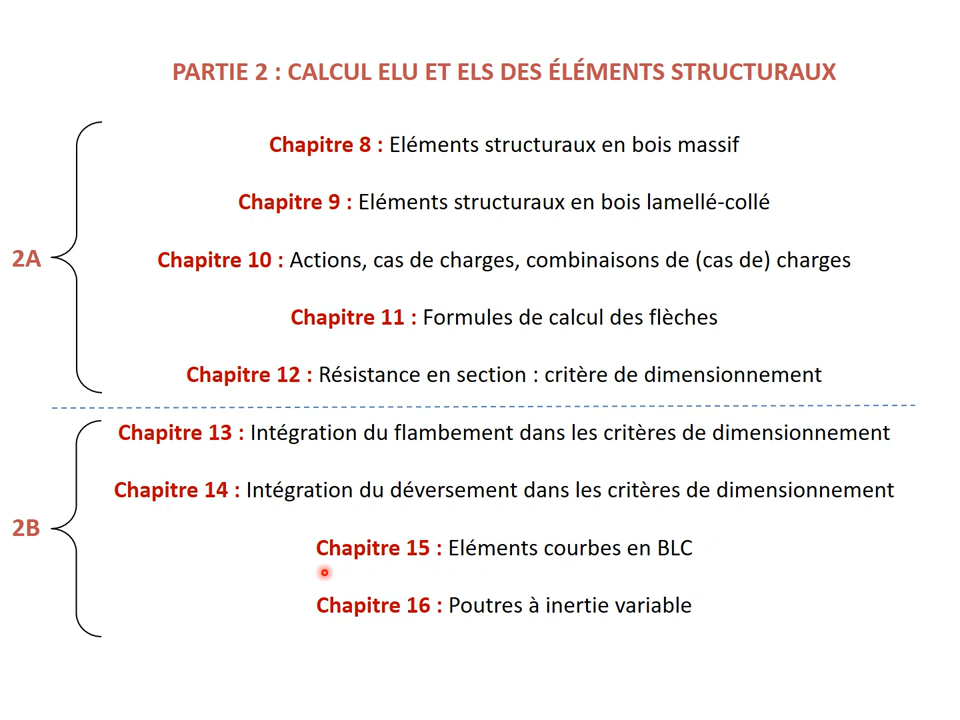 PARTIE 2 : CALCUL ELU ET ELS DES ÉLÉMENTS STRUCTURAUX
2A
Chapitre 8 : Eléments structuraux en bois massif
Chapitre 9 : Eléments structuraux en bois lamellé-collé
Chapitre 10 : Actions, cas de charges, combinaisons de (cas de) charges
Chapitre 11 : Formules de calcul des flèches
Chapitre 12 : Résistance en section : critère de dimensionnement
2B
Chapitre 13 : Intégration du flambement dans les critères de dimensionnement
Chapitre 14 : Intégration du déversement dans les critères de dimensionnement
Chapitre 15 : Eléments courbes en BLC
Chapitre 16 : Poutres à inertie variable